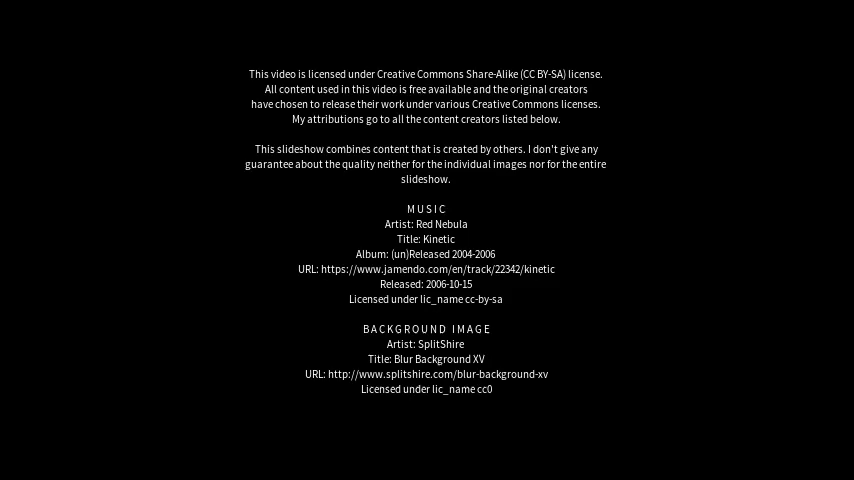 This video is licensed under Creative Commons Share-Alike (CC BY-SA) license.
All content used in this video is free available and the original creators
have chosen to release their work under various Creative Commons licenses.
My attributions go to all the content creators listed below.
This slideshow combines content that is created by others. I don't give any
guarantee about the quality neither for the individual images nor for the entire
slideshow.
MUSIC
Artist: Red Nebula
Title: Kinetic
Album: (un)Released 2004-2006
URL: https://www.jamendo.com/en/track/22342/kinetic
Released: 2006-10-15
Licensed under lic_name cc-by-sa
BACKGROUND IMAGE
Artist: SplitShire
Title: Blur Background XV
URL: http://www.splitshire.com/blur-background-xv
Licensed under lic_name cc0